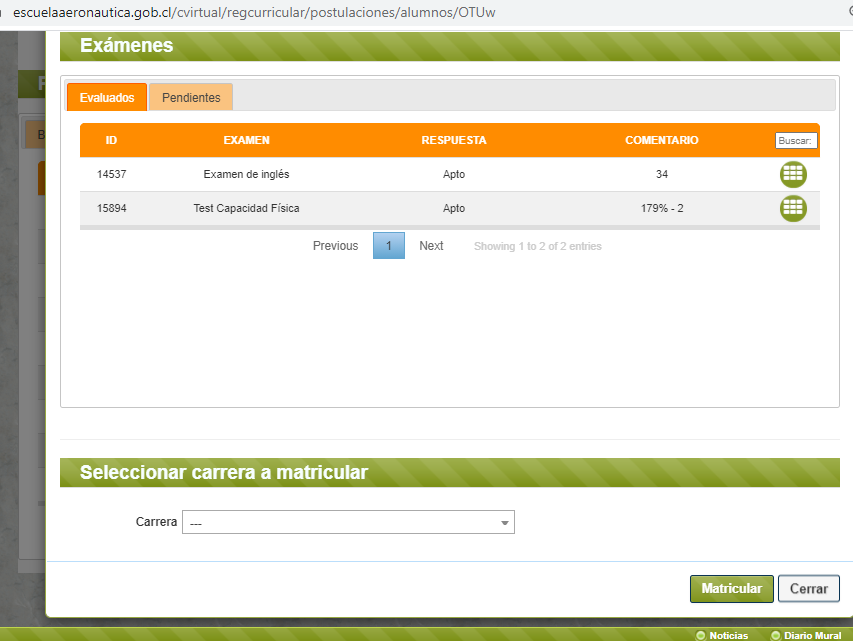 escuelaaeronautica.gob.cl/cvirtual/regcurricular/postulaciones/alumnos/OTUw
Exámenes
Evaluados Pendientes
ID EXAMEN RESPUESTA COMENTARIO Buscar:
14537 Examen de inglés Apto 34
15894 Test Capacidad Física Apto 179% - 2
Previous 1 Next Showing 1 to 2 of 2 entries
Seleccionar carrera a matricular
Carrera ---
Matricular Cerrar
Noticias Diario Mural